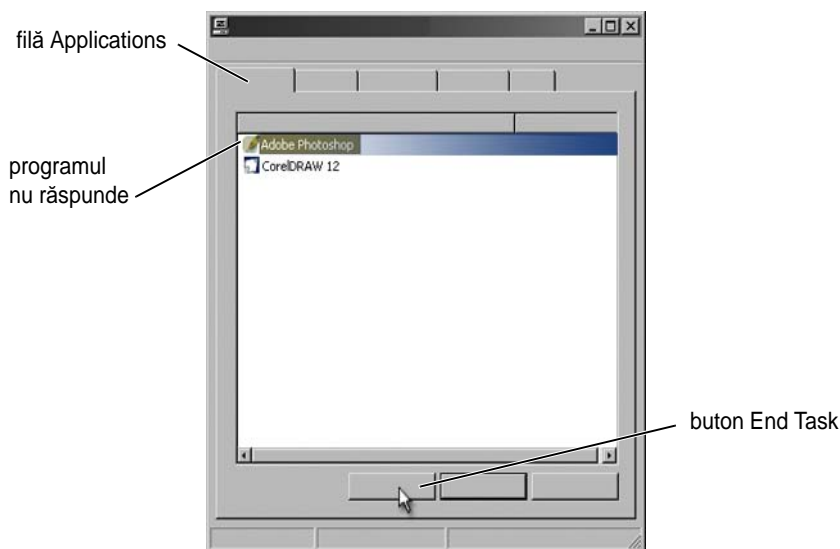 filă Applications
programul
nu răspunde
Adobe Photoshop
CorelDRAW 12
buton End Task